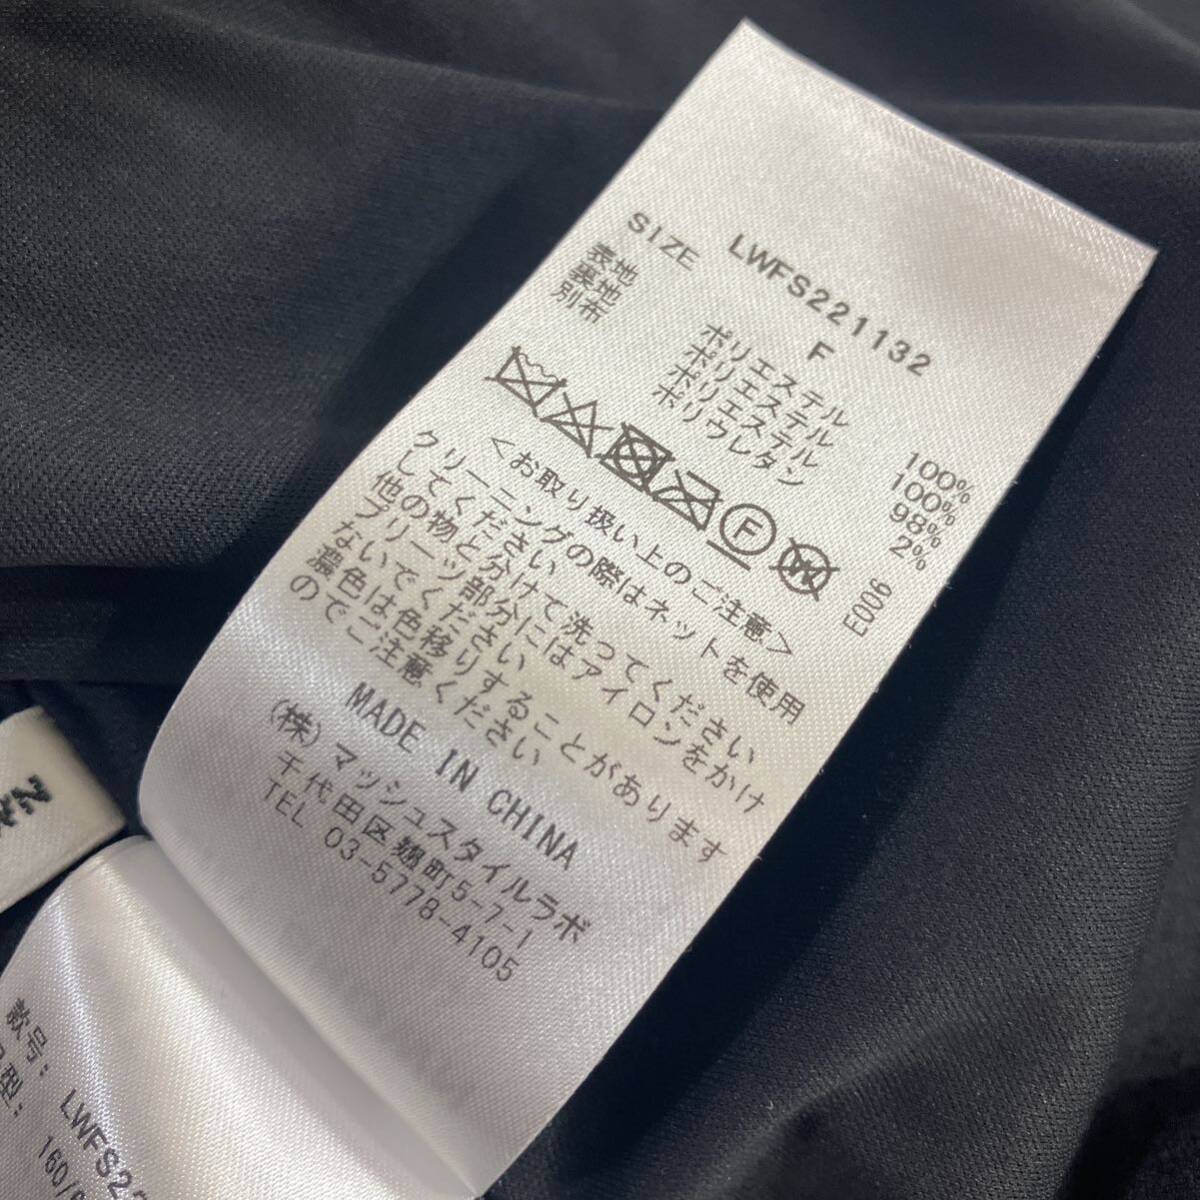 LWFS221132
SIZE F
表地 ポリエステル 100%
裏地 ポリエステル 100%
別布 ポリエステル 98%
ポリウレタン 2%
F
W
E006
<お取り扱い上のご注意>
クリーニングの際はネットを使用
してください
他の物と分けて洗ってください
プリーツ部分にはアイロンをかけ
ないでください
濃色は色移りすることがあります
のでご注意ください
MADE IN CHINA
(株)マッシュスタイルラボ
千代田区麹町5-7-1
TEL 03-5778-4105
款号: LWFS22
型:
160/